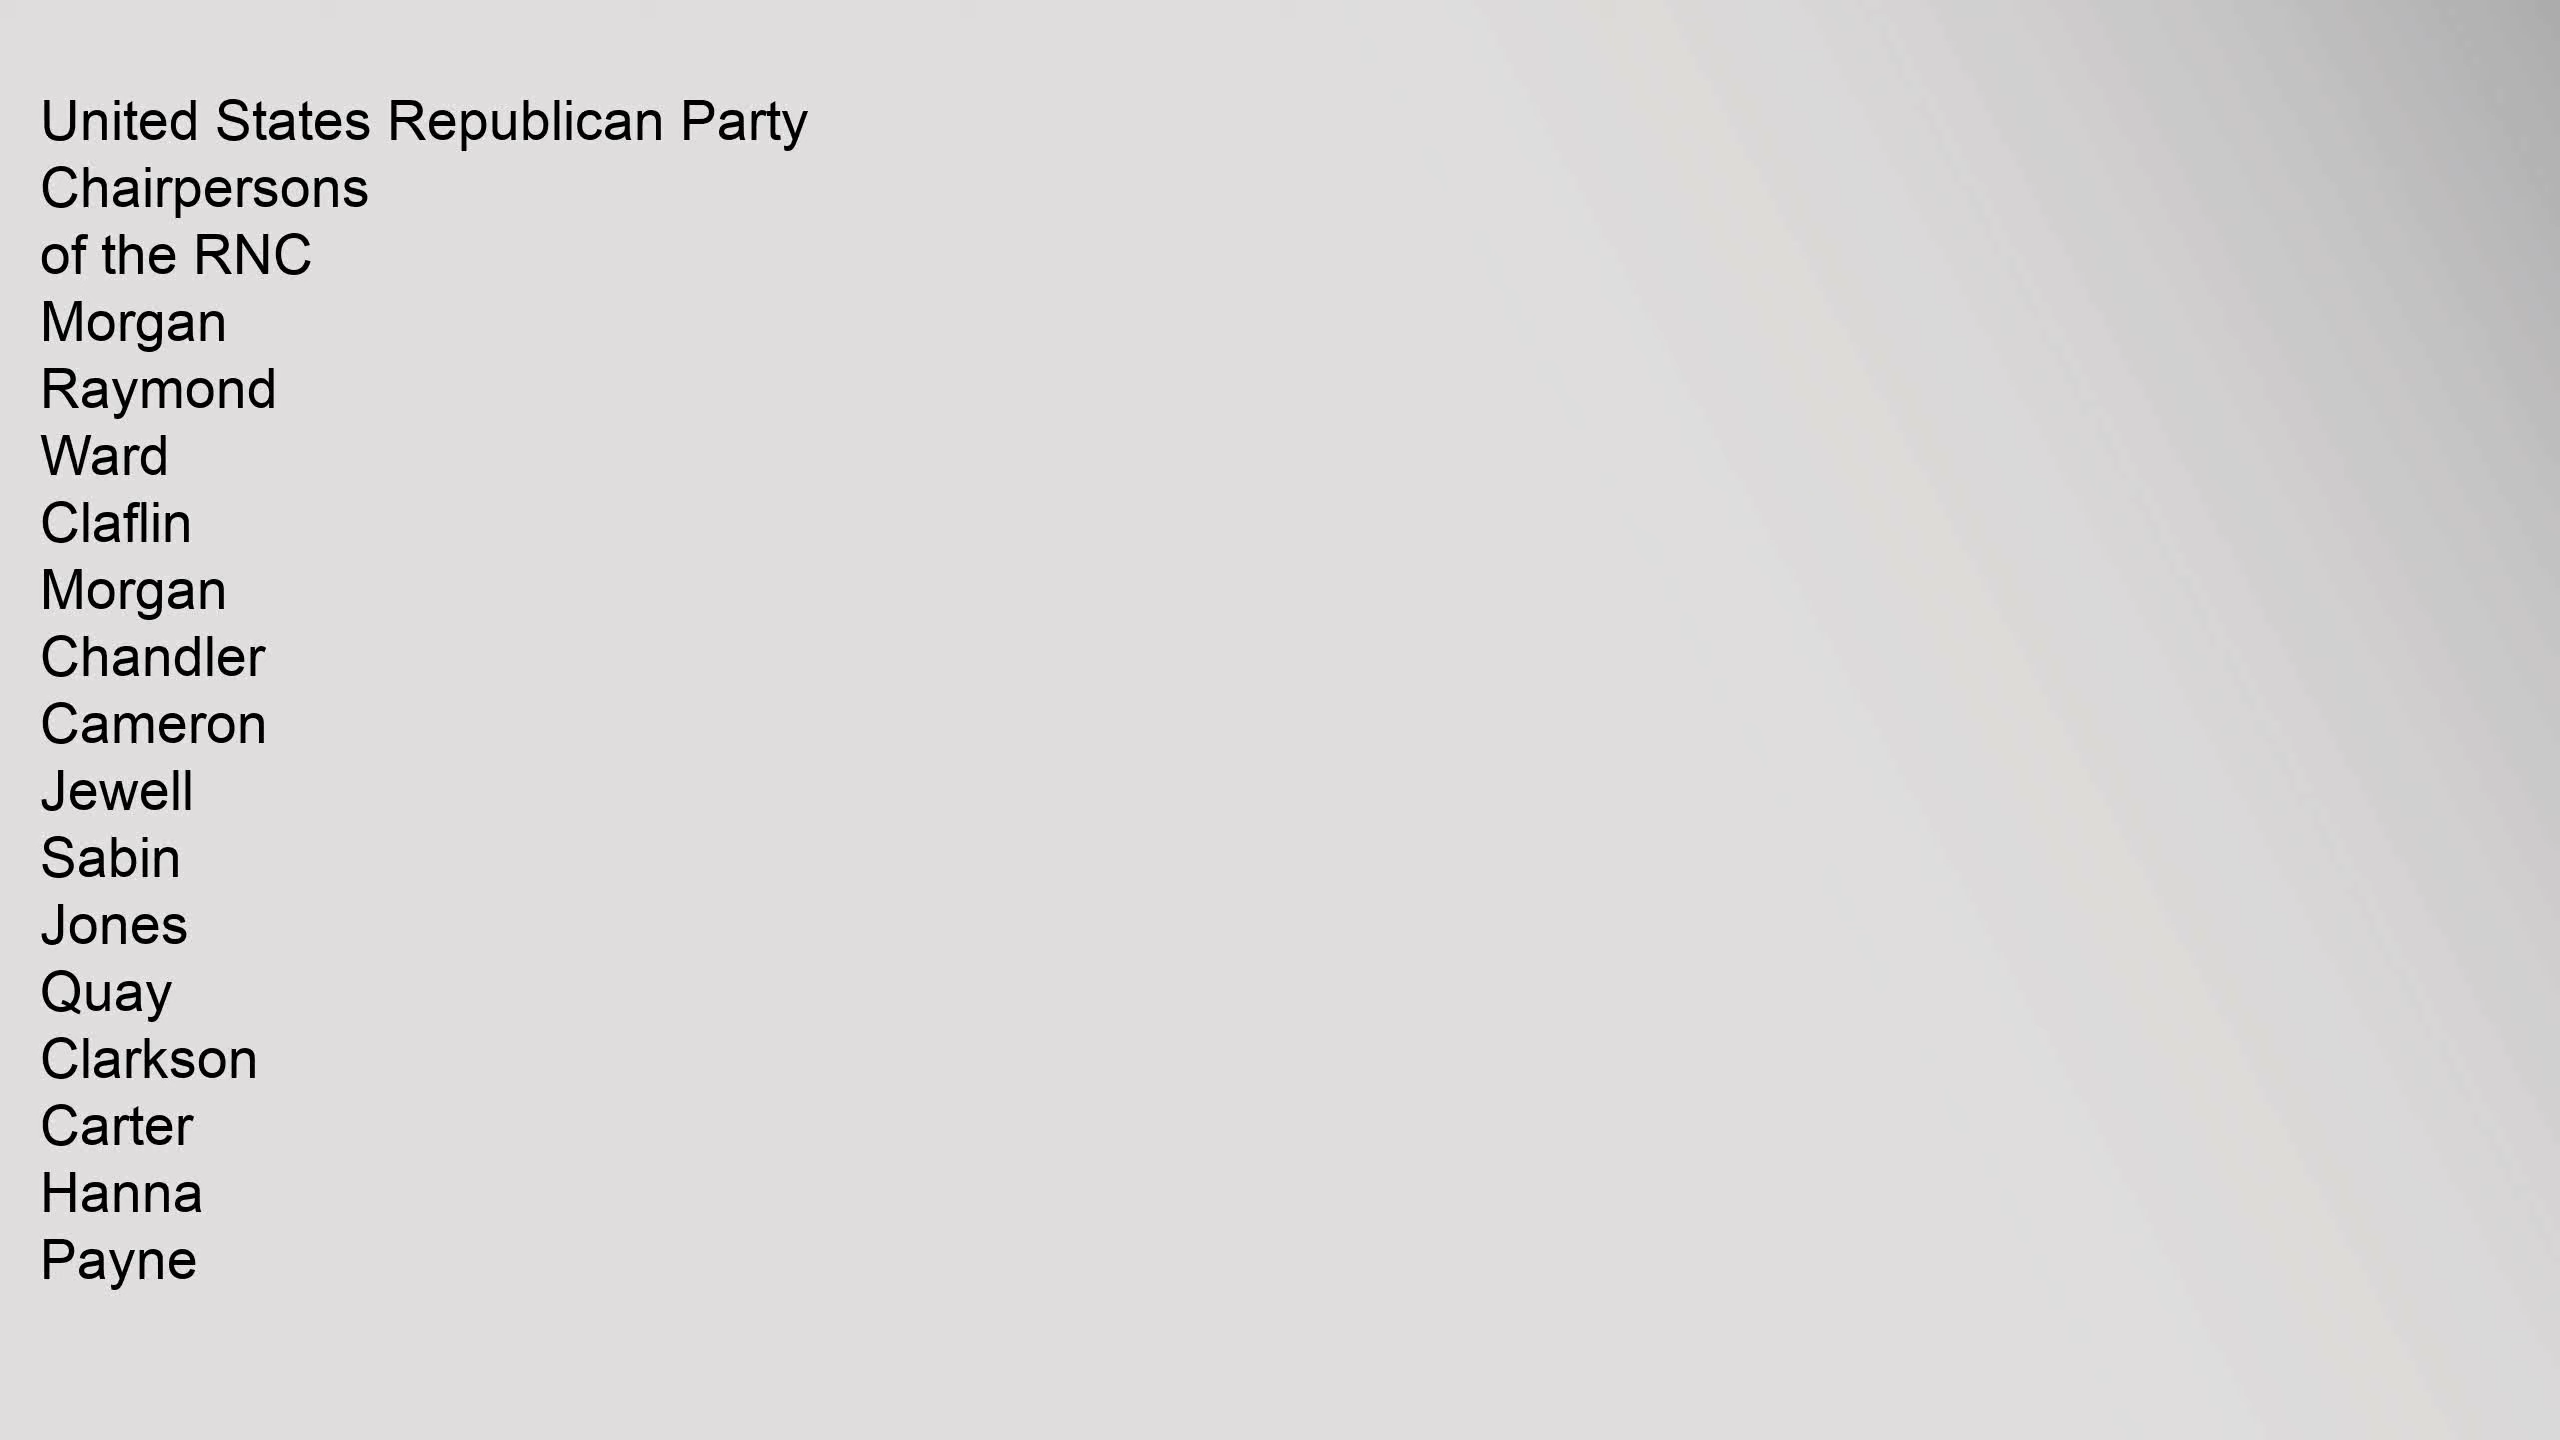 United States Republican Party
Chairpersons
of the RNC
Morgan
Raymond
Ward
Claflin
Morgan
Chandler
Cameron
Jewell
Sabin
Jones
Quay
Clarkson
Carter
Hanna
Payne